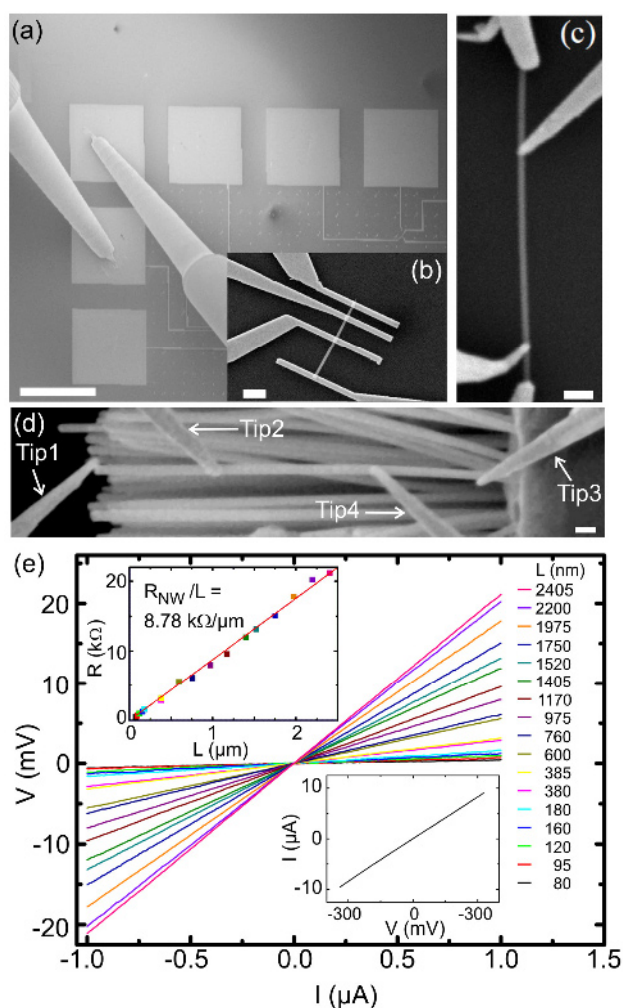 (a)
(b)
(c)
(d)
Tip1
Tip2
Tip4
Tip3
(e)
V (mV)
20
10
0
-10
-20
-1.0
-0.5
0.0
0.5
1.0
1.5
I (μA)
R (kΩ)
20
10
0
0
1
2
L (μm)
R_NW /L =
8.78 kΩ/μm
L (nm)
2405
2200
1975
1750
1520
1405
1170
975
760
600
385
380
180
160
120
95
80
I (μA)
10
0
-10
-300
0
-300
V (mV)